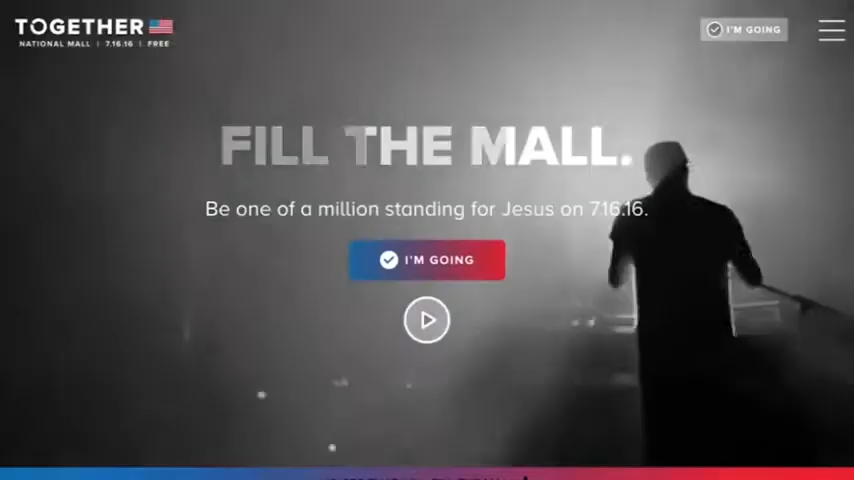 TOGETHER
NATIONAL MALL | 7.16.16 | FREE
I'M GOING
FILL THE MALL.
Be one of a million standing for Jesus on 7.16.16.
I'M GOING